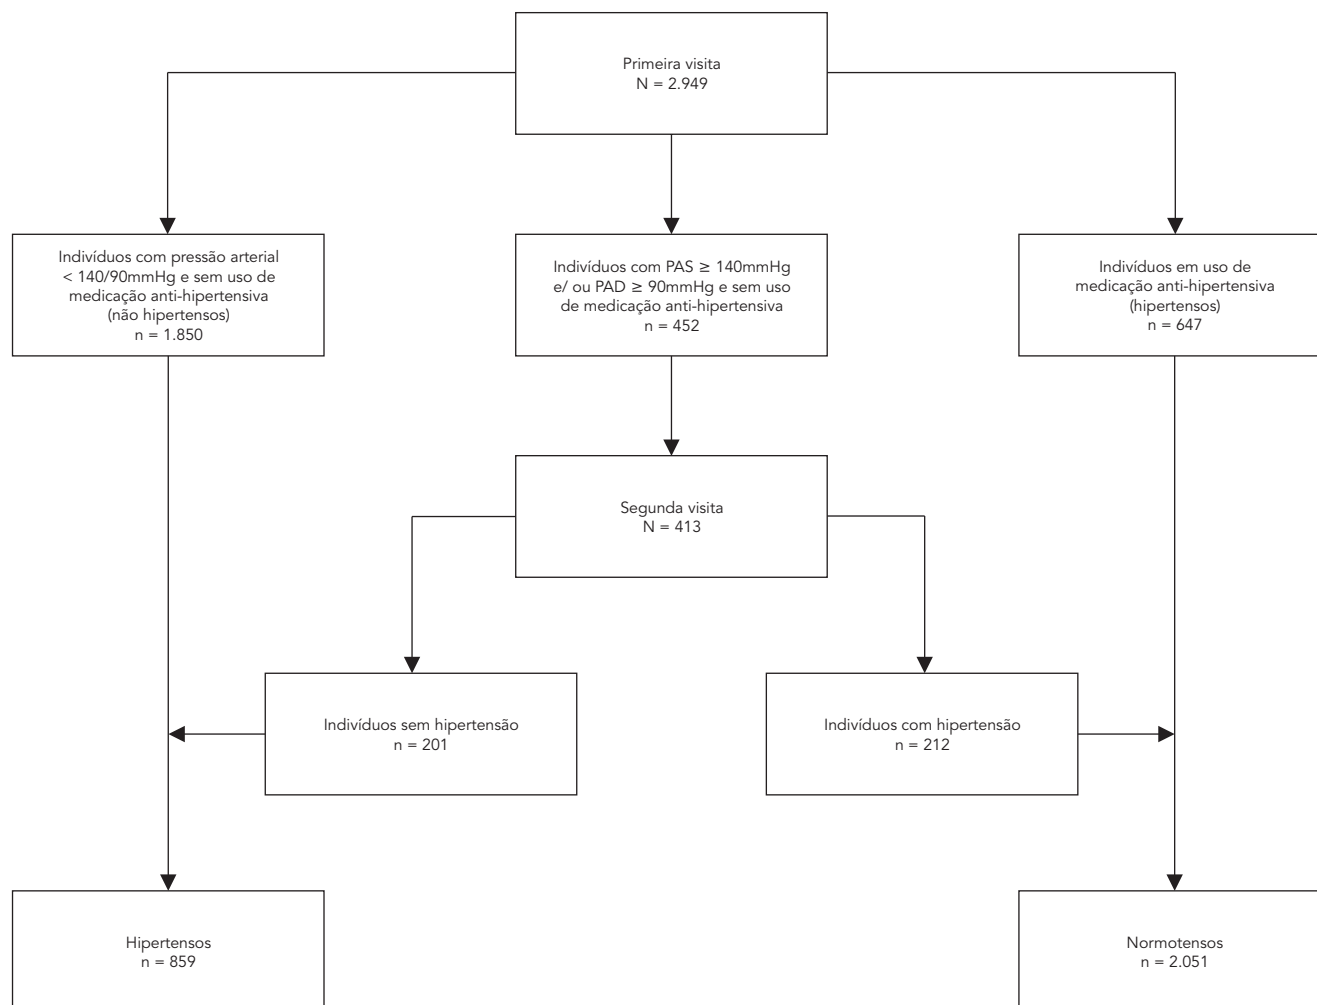 Primeira visita
N = 2.949
Indivíduos com pressão arterial
< 140/90mmHg e sem uso de
medicação anti-hipertensiva
(não hipertensos)
n = 1.850
Indivíduos com PAS ≥ 140mmHg
e/ ou PAD ≥ 90mmHg e sem uso
de medicação anti-hipertensiva
n = 452
Indivíduos em uso de
medicação anti-hipertensiva
(hipertensos)
n = 647
Segunda visita
N = 413
Indivíduos sem hipertensão
n = 201
Indivíduos com hipertensão
n = 212
Hipertensos
n = 859
Normotensos
n = 2.051